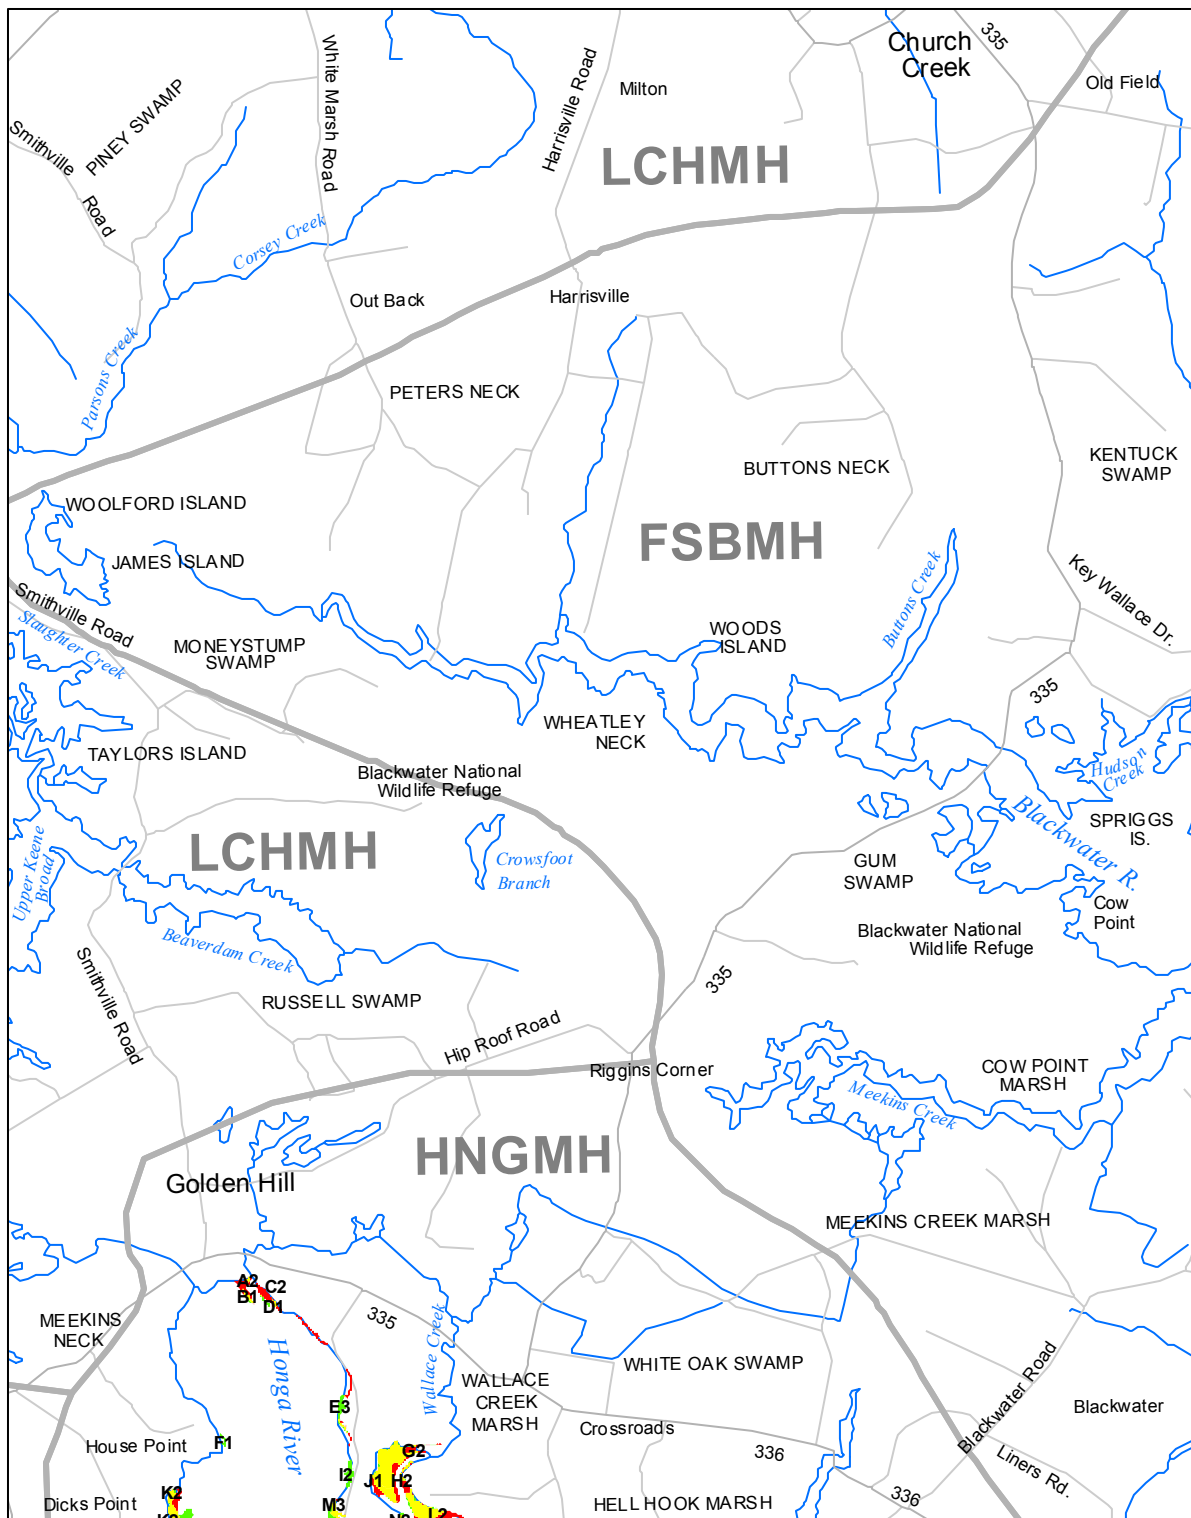 335
Church
Creek
White Marsh Road
Harrisville Road
Milton
Old Field
PINEY SWAMP
Smithville
Road
LCHMH
Corsey Creek
Out Back
Harrisville
Parsons Creek
PETERS NECK
BUTTONS NECK
KENTUCK
SWAMP
WOOLFORD ISLAND
FSBMH
JAMES ISLAND
Key Wallace Dr.
Buttons Creek
Smithville Road
Slaughter Creek
MONEYSTUMP
SWAMP
WOODS
ISLAND
335
WHEATLEY
NECK
TAYLORS ISLAND
Hudson
Creek
Blackwater National
Wildlife Refuge
Blackwater R.
SPRIGGS
IS.
LCHMH
Crowsfoot
Branch
GUM
SWAMP
Upper Keene
Broad
Cow
Point
Beaverdam Creek
Blackwater National
Wildlife Refuge
335
Smithville Road
RUSSELL SWAMP
Hip Roof Road
Riggins Corner
COW POINT
MARSH
Meekins Creek
HNGMH
Golden Hill
MEEKINS CREEK MARSH
A2
C2
B1
D1
MEEKINS
NECK
335
Honga River
Wallace Creek
WHITE OAK SWAMP
WALLACE
CREEK
MARSH
Blackwater Road
E3
Blackwater
Crossroads
House Point
F1
G2
336
Liners Rd.
I2
J1
H2
K2
336
Dicks Point
M3
HELL HOOK MARSH
L2